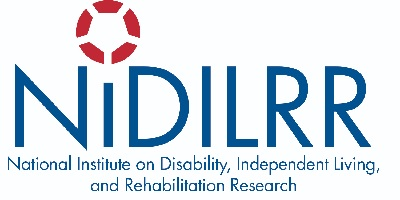 NiDILRR
National Institute on Disability, Independent Living,
and Rehabilitation Research